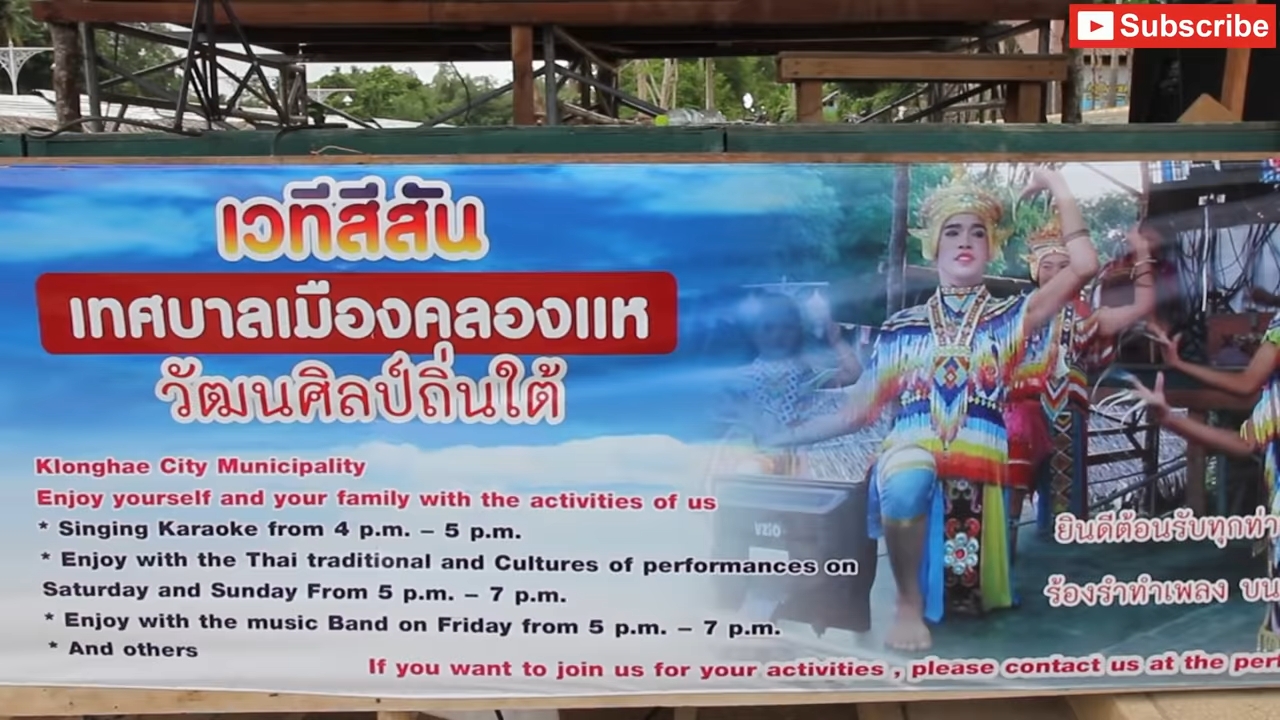 Subscribe
เวทีสีสัน
เทศบาลเมืองคลองแห
วัฒนศิลป์ถิ่นใต้
Klonghae City Municipality
Enjoy yourself and your family with the activities of us
* Singing Karaoke from 4 p.m. – 5 p.m.
* Enjoy with the Thai traditional and Cultures of performances on
Saturday and Sunday From 5 p.m. – 7 p.m.
* Enjoy with the music Band on Friday from 5 p.m. – 7 p.m.
* And others
ยินดีต้อนรับทุกท่า
ร้องรำทำเพลง บน
If you want to join us for your activities , please contact us at the